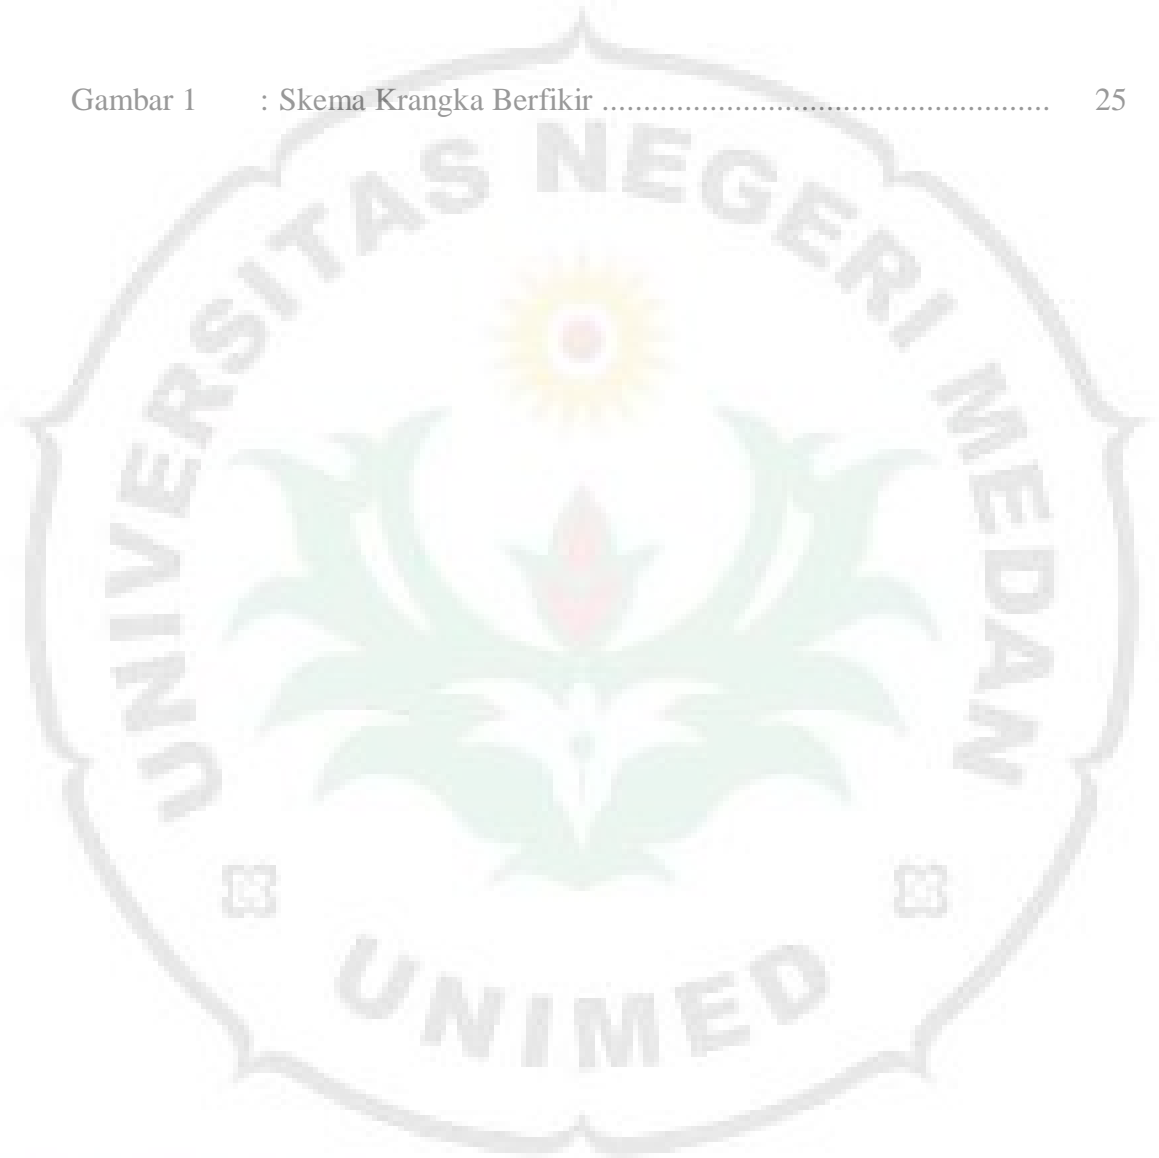 Gambar 1 : Skema Krangka Berfikir ...................................................... 25
UNIVERSITAS NEGERI MEDAN
UNIMED